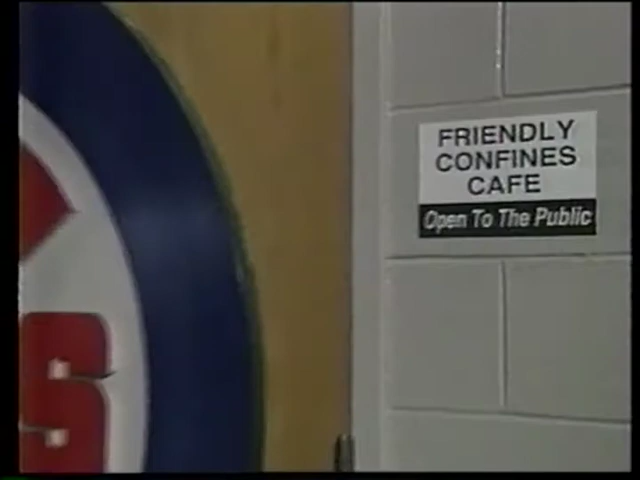 FRIENDLY
CONFINES
CAFE
Open To The Public
S